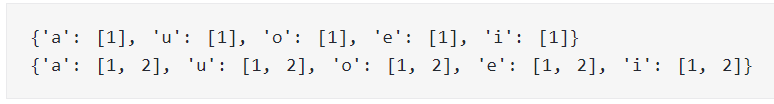 {'a': [1], 'u': [1], 'o': [1], 'e': [1], 'i': [1]}
{'a': [1, 2], 'u': [1, 2], 'o': [1, 2], 'e': [1, 2], 'i': [1, 2]}